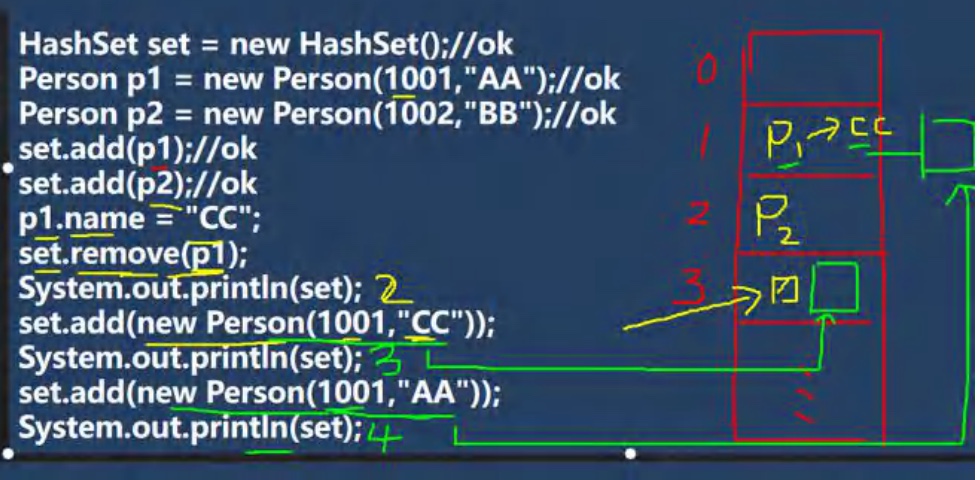 HashSet set = new HashSet();//ok
Person p1 = new Person(1001,"AA");//ok
Person p2 = new Person(1002,"BB");//ok
set.add(p1);//ok
set.add(p2);//ok
p1.name = "CC";
set.remove(p1);
System.out.println(set); 2
set.add(new Person(1001,"CC"));
System.out.println(set); 3
set.add(new Person(1001,"AA"));
System.out.println(set); 4
0
1 P1→CC
2 P2
3